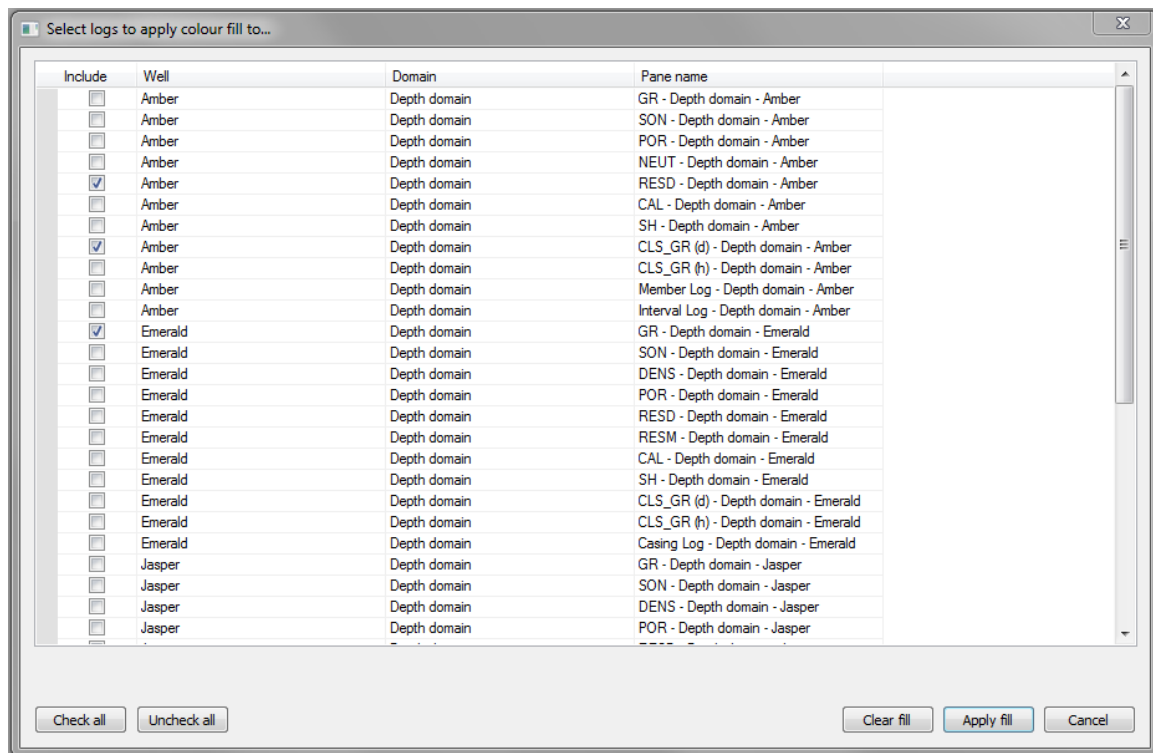 Select logs to apply colour fill to...
Include Well Domain Pane name
Amber Depth domain GR - Depth domain - Amber
Amber Depth domain SON - Depth domain - Amber
Amber Depth domain POR - Depth domain - Amber
Amber Depth domain NEUT - Depth domain - Amber
Amber Depth domain RESD - Depth domain - Amber
Amber Depth domain CAL - Depth domain - Amber
Amber Depth domain SH - Depth domain - Amber
Amber Depth domain CLS_GR (d) - Depth domain - Amber
Amber Depth domain CLS_GR (h) - Depth domain - Amber
Amber Depth domain Member Log - Depth domain - Amber
Amber Depth domain Interval Log - Depth domain - Amber
Emerald Depth domain GR - Depth domain - Emerald
Emerald Depth domain SON - Depth domain - Emerald
Emerald Depth domain DENS - Depth domain - Emerald
Emerald Depth domain POR - Depth domain - Emerald
Emerald Depth domain RESD - Depth domain - Emerald
Emerald Depth domain RESM - Depth domain - Emerald
Emerald Depth domain CAL - Depth domain - Emerald
Emerald Depth domain SH - Depth domain - Emerald
Emerald Depth domain CLS_GR (d) - Depth domain - Emerald
Emerald Depth domain CLS_GR (h) - Depth domain - Emerald
Emerald Depth domain Casing Log - Depth domain - Emerald
Jasper Depth domain GR - Depth domain - Jasper
Jasper Depth domain SON - Depth domain - Jasper
Jasper Depth domain DENS - Depth domain - Jasper
Jasper Depth domain POR - Depth domain - Jasper
Check all Uncheck all Clear fill Apply fill Cancel